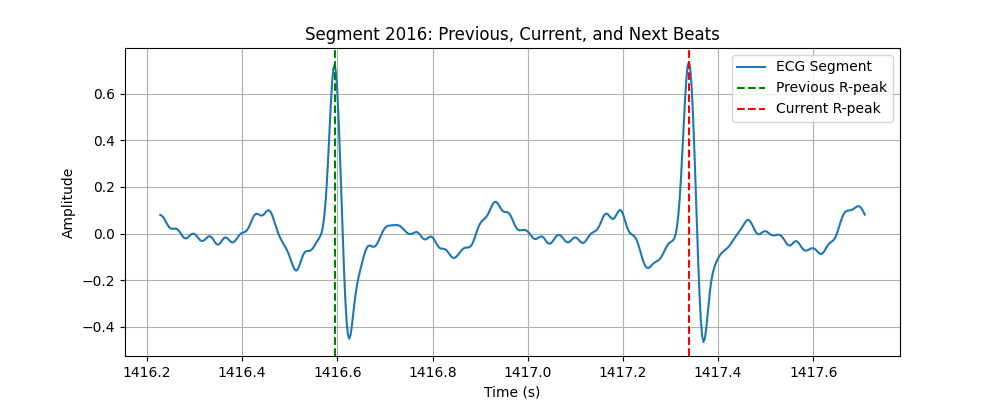 Segment 2016: Previous, Current, and Next Beats
ECG Segment
Previous R-peak
Current R-peak
Amplitude
0.6
0.4
0.2
0.0
−0.2
−0.4
1416.2 1416.4 1416.6 1416.8 1417.0 1417.2 1417.4 1417.6
Time (s)